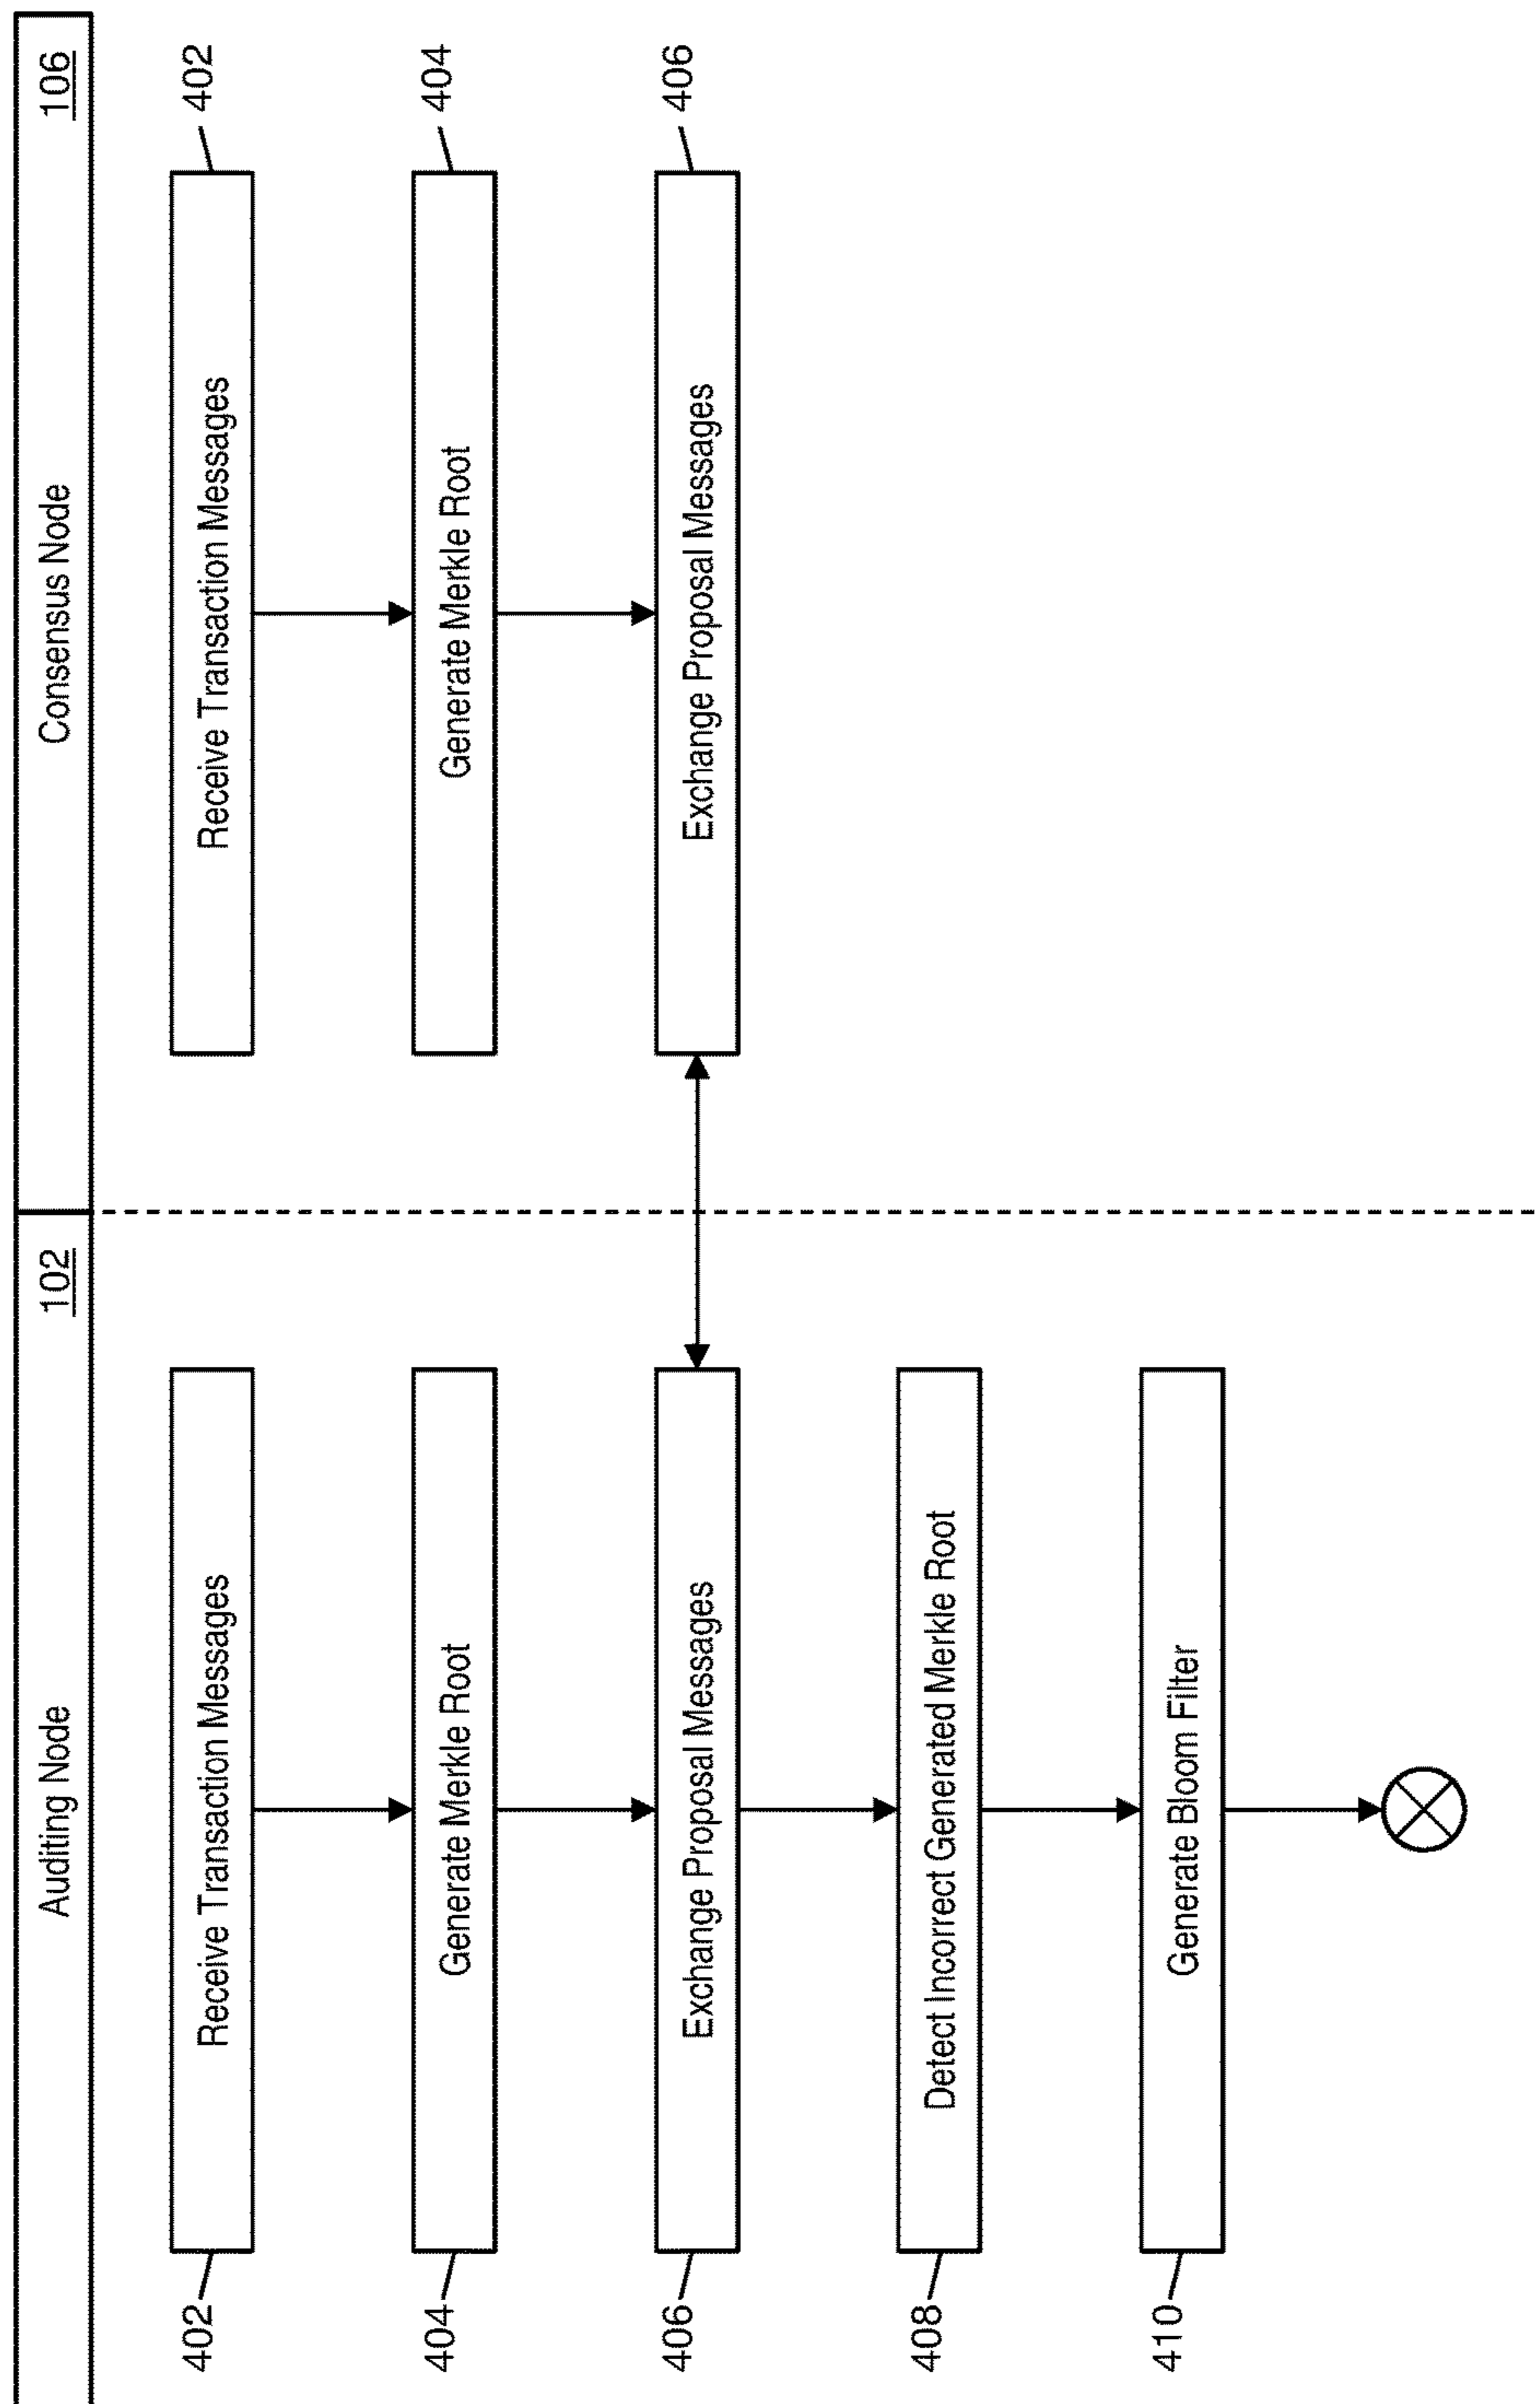 Auditing Node 102
Consensus Node 106
402 Receive Transaction Messages
Receive Transaction Messages 402
404 Generate Merkle Root
Generate Merkle Root 404
406 Exchange Proposal Messages
Exchange Proposal Messages 406
408 Detect Incorrect Generated Merkle Root
410 Generate Bloom Filter